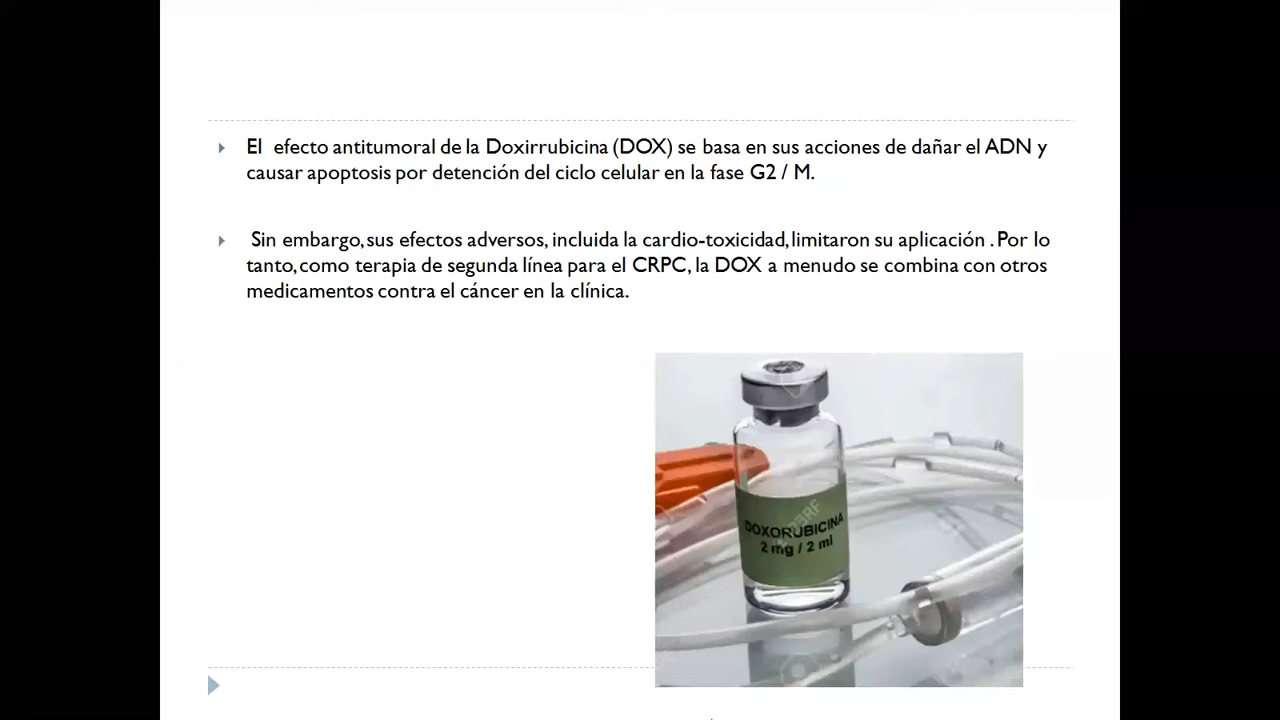 El efecto antitumoral de la Doxirrubicina (DOX) se basa en sus acciones de dañar el ADN y
causar apoptosis por detención del ciclo celular en la fase G2 / M.
Sin embargo, sus efectos adversos, incluida la cardio-toxicidad, limitaron su aplicación . Por lo
tanto, como terapia de segunda línea para el CRPC, la DOX a menudo se combina con otros
medicamentos contra el cáncer en la clínica.
DOXORUBICINA
2 mg / 2 ml